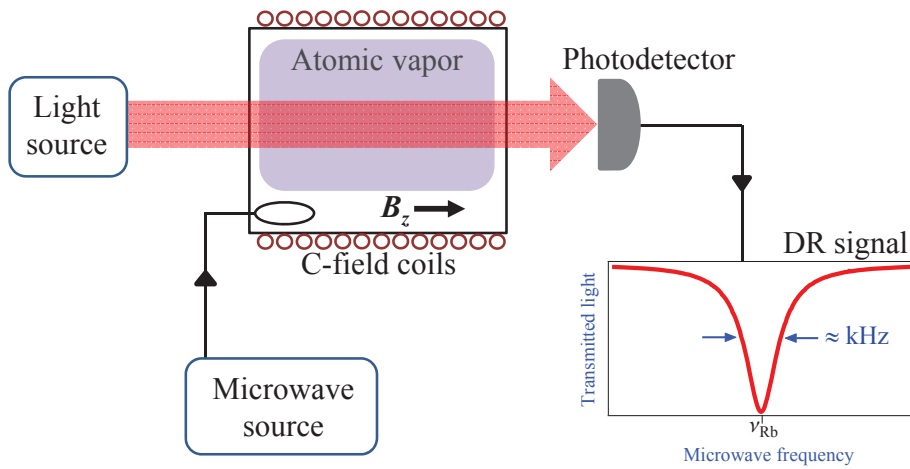 Atomic vapor
Photodetector
Light
source
B_z
C-field coils
DR signal
Transmitted light
≈ kHz
Microwave
source
ν_Rb
Microwave frequency